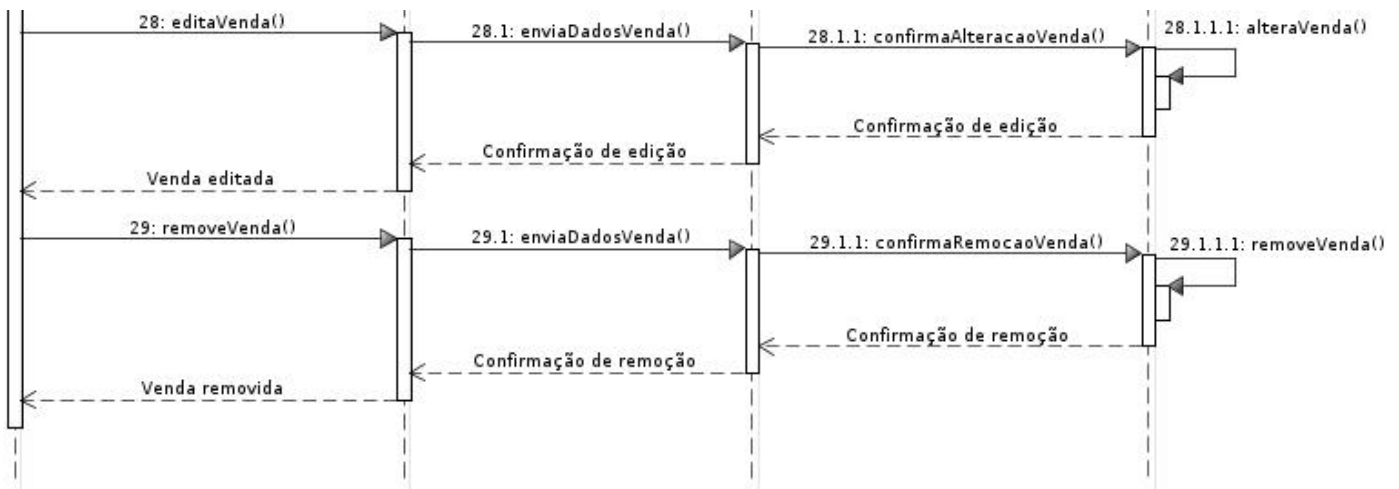 28: editaVenda()
28.1: enviaDadosVenda()
28.1.1: confirmaAlteracaoVenda()
28.1.1.1: alteraVenda()
Confirmação de edição
Confirmação de edição
Venda editada
29: removeVenda()
29.1: enviaDadosVenda()
29.1.1: confirmaRemocaoVenda()
29.1.1.1: removeVenda()
Confirmação de remoção
Confirmação de remoção
Venda removida